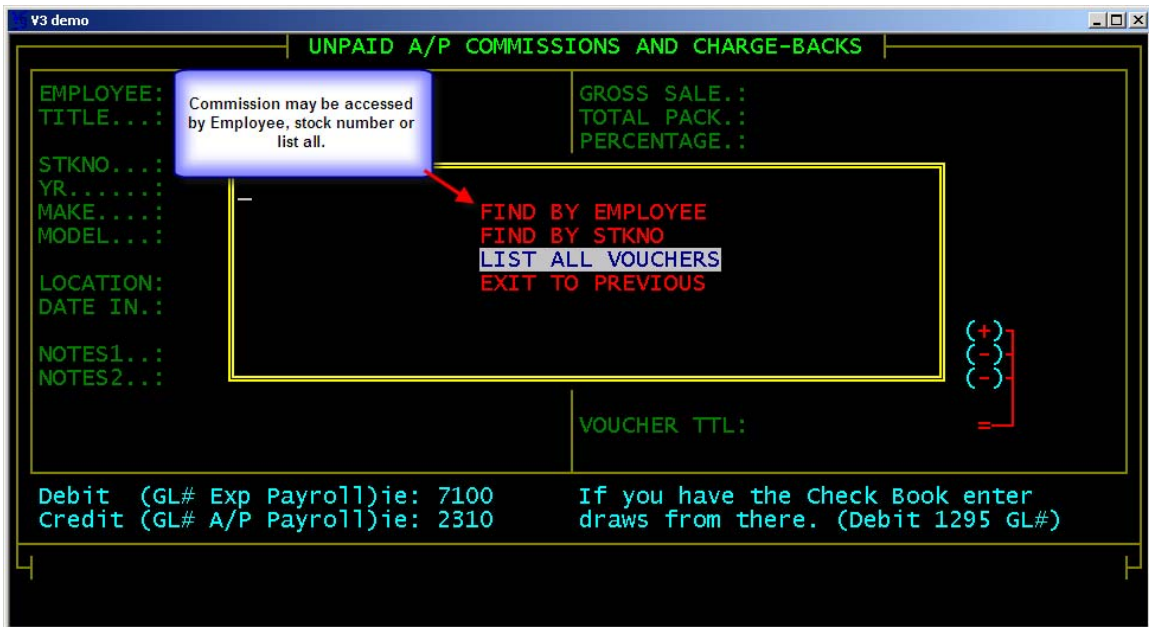 V3 demo
UNPAID A/P COMMISSIONS AND CHARGE-BACKS
EMPLOYEE:
TITLE...:
Commission may be accessed
by Employee, stock number or
list all.
GROSS SALE.:
TOTAL PACK.:
PERCENTAGE.:
STKNO...:
YR......:
MAKE....:
MODEL...:
LOCATION:
DATE IN.:
NOTES1..:
NOTES2..:
_
FIND BY EMPLOYEE
FIND BY STKNO
LIST ALL VOUCHERS
EXIT TO PREVIOUS
(+)
(-)
(-)
VOUCHER TTL: =
Debit (GL# Exp Payroll)ie: 7100
Credit (GL# A/P Payroll)ie: 2310
If you have the Check Book enter
draws from there. (Debit 1295 GL#)